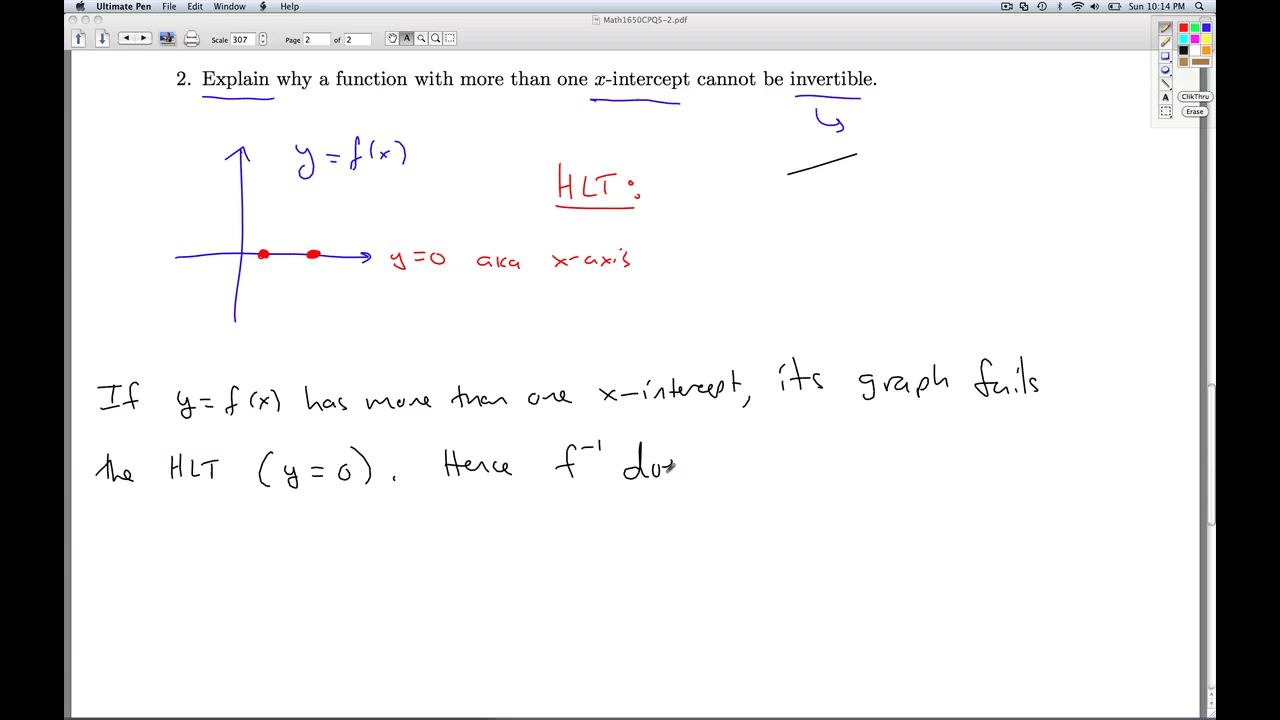 Ultimate Pen File Edit Window Help Sun 10:14 PM
Math1650CPQ5-2.pdf
Scale 307 Page 2 of 2 A
2. Explain why a function with more than one x-intercept cannot be invertible.
A
ClikThru
Erase
y = f(x)
HLT:
y=0 aka x-axis
If y=f(x) has more than one x-intercept, its graph fails
the HLT (y=0). Hence f⁻¹ does